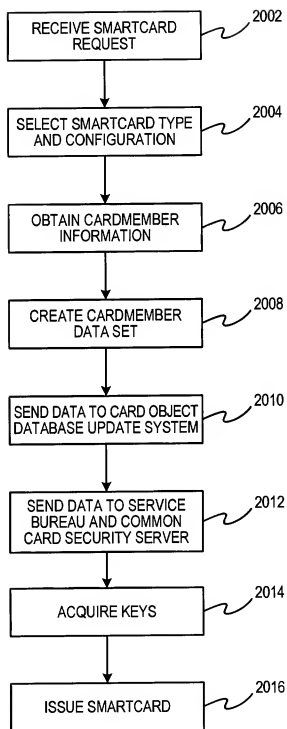 RECEIVE SMARTCARD
REQUEST
2002
SELECT SMARTCARD TYPE
AND CONFIGURATION
2004
OBTAIN CARDMEMBER
INFORMATION
2006
CREATE CARDMEMBER
DATA SET
2008
SEND DATA TO CARD OBJECT
DATABASE UPDATE SYSTEM
2010
SEND DATA TO SERVICE
BUREAU AND COMMON
CARD SECURITY SERVER
2012
ACQUIRE KEYS
2014
ISSUE SMARTCARD
2016